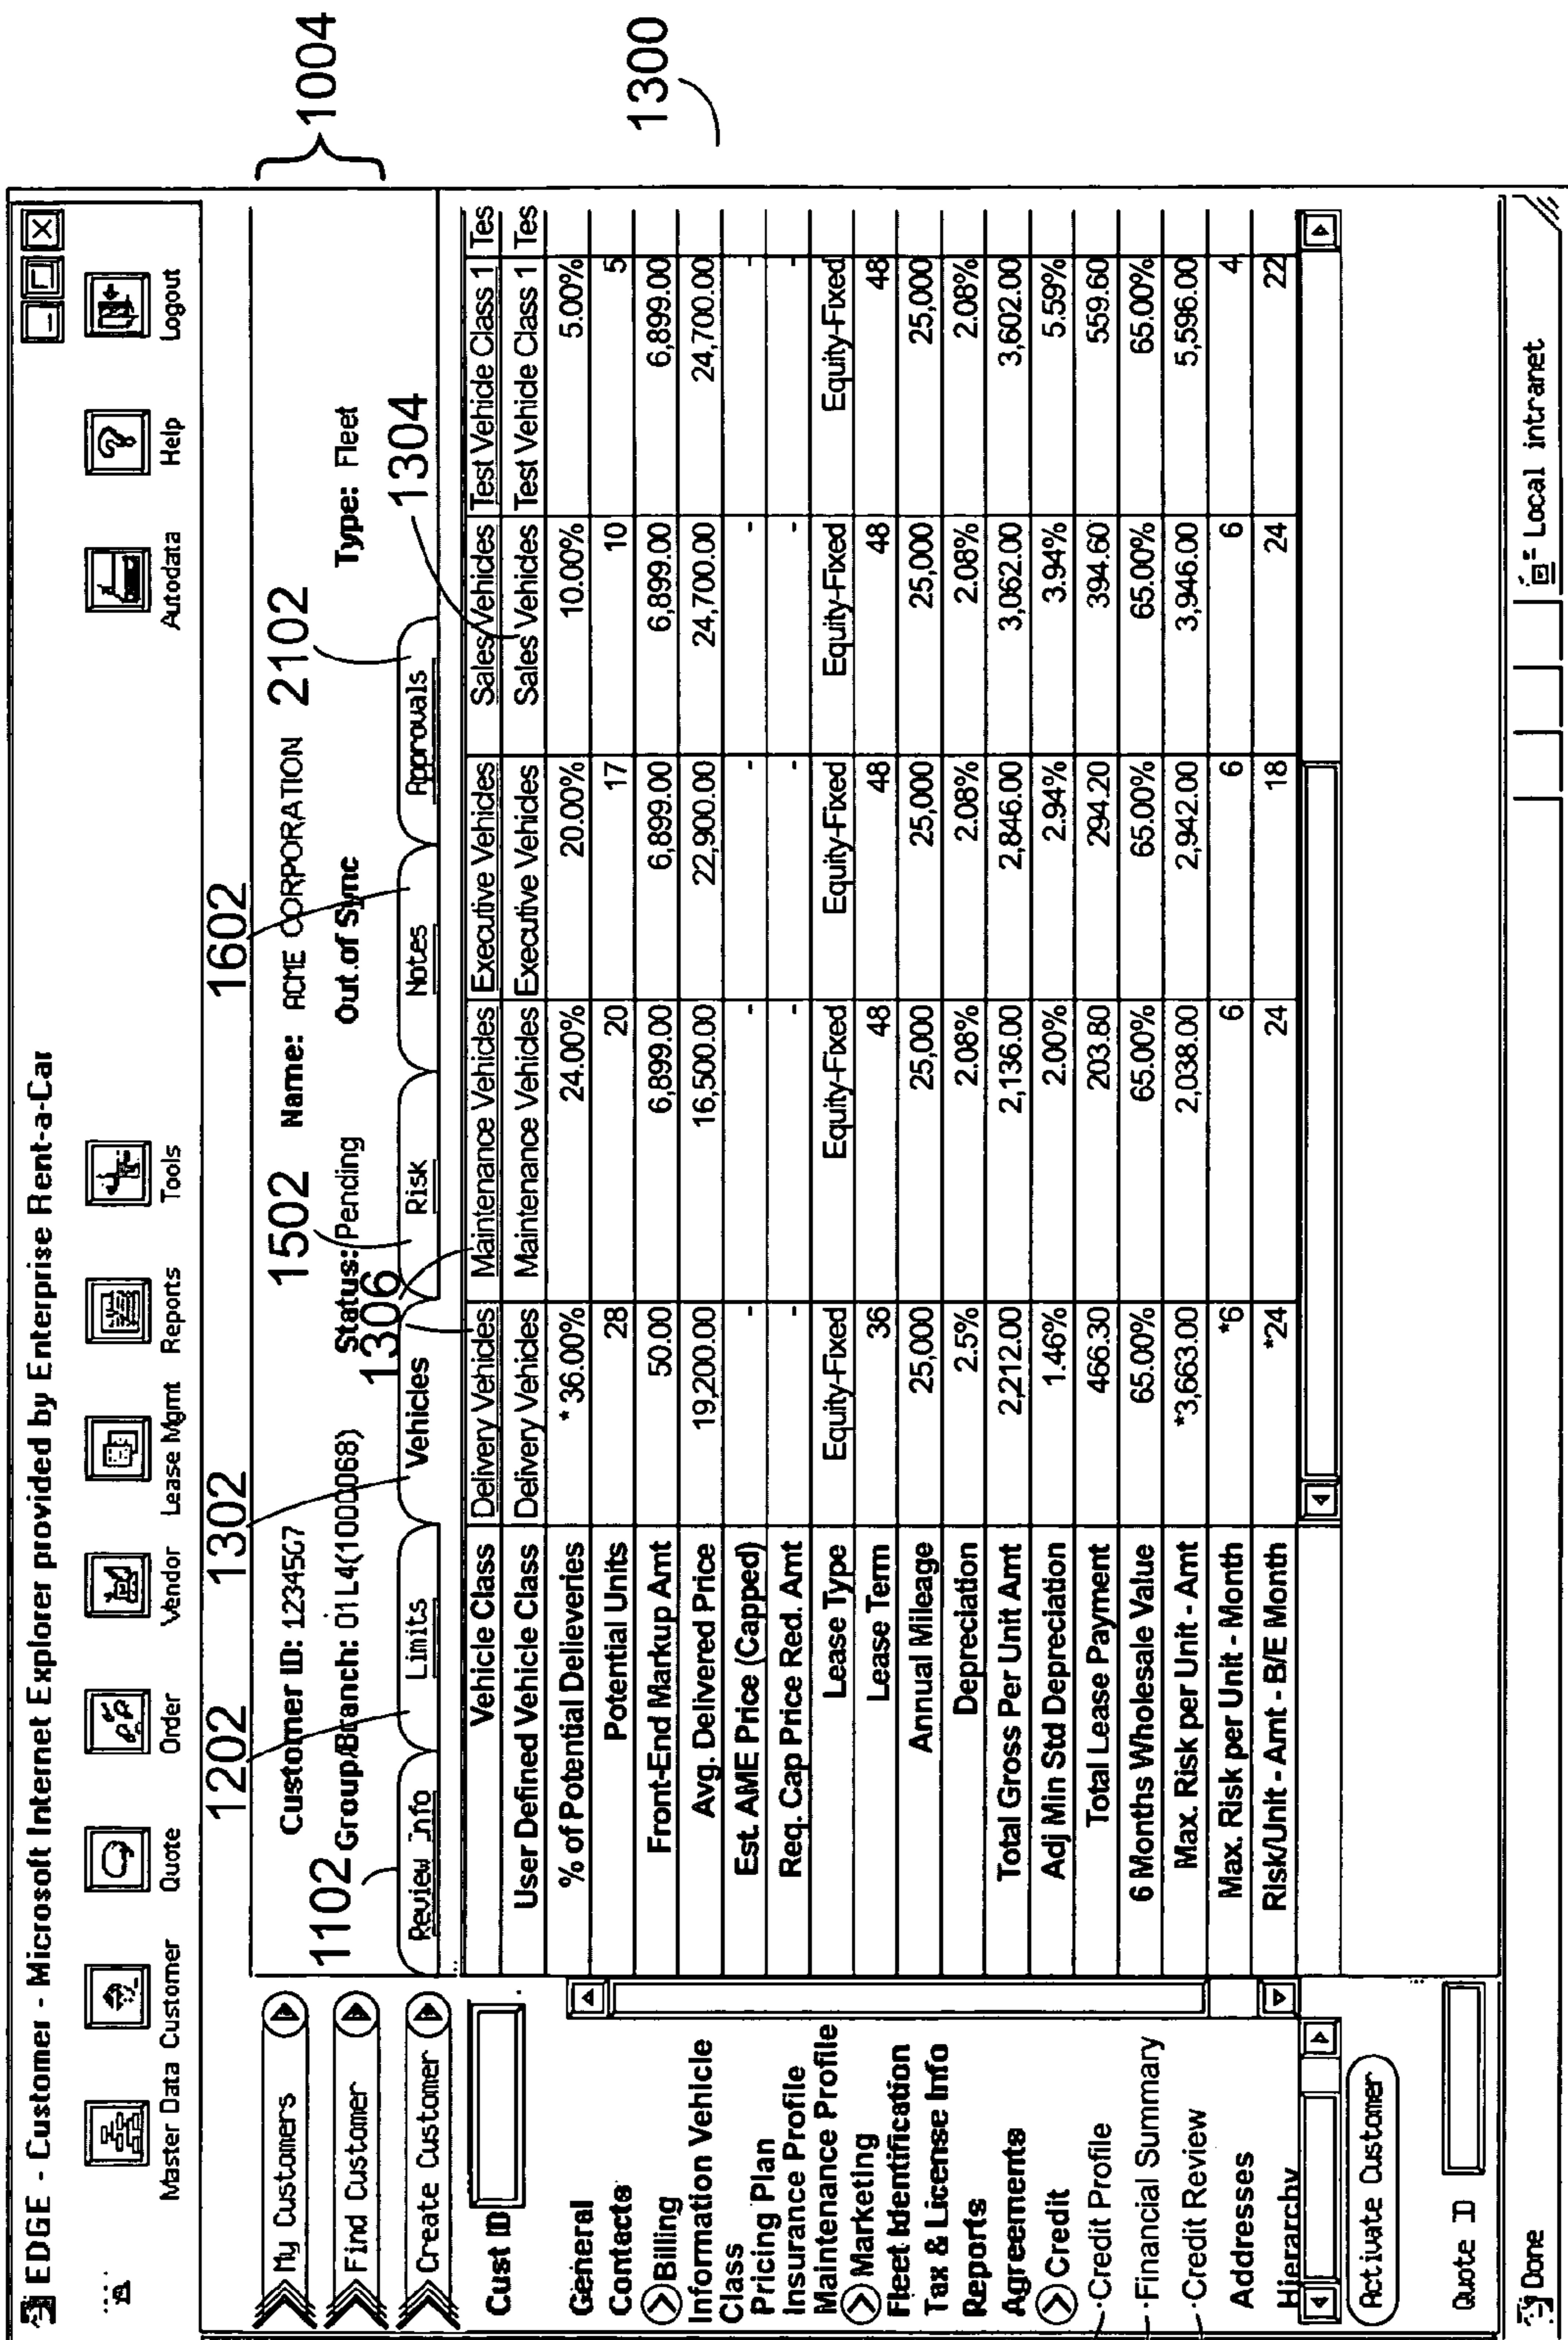 EDGE - Customer - Microsoft Internet Explorer provided by Enterprise Rent-a-Car
Master Data Customer Quote Order Vendor Lease Mgmt Reports Tools Autodata Help Logout
1202 1302 1602
My Customers
Find Customer
Create Customer
Cust ID
General
Contacts
Billing
Information Vehicle
Class
Pricing Plan
Insurance Profile
Maintenance Profile
Marketing
Fleet Identification
Tax & License Info
Reports
Agreements
Credit
Credit Profile
Financial Summary
Credit Review
Addresses
Hierarchy
Activate Customer
Quote ID
Customer ID: 1234567 1502 Name: ACME CORPORATION 2102 1004
1102 Group/Branch: 01L4(1000068) Status: Pending Out of Sync Type: Fleet
1306 1304
Review Info Limits Vehicles Risk Notes Approvals
1300
Vehicle Class Delivery Vehicles Maintenance Vehicles Executive Vehicles Sales Vehicles Test Vehicle Class 1 Tes
User Defined Vehicle Class Delivery Vehicles Maintenance Vehicles Executive Vehicles Sales Vehicles Test Vehicle Class 1 Tes
% of Potential Delieveries * 36.00% 24.00% 20.00% 10.00% 5.00%
Potential Units 28 20 17 10 5
Front-End Markup Amt 50.00 6,899.00 6,899.00 6,899.00 6,899.00
Avg. Delivered Price 19,200.00 16,500.00 22,900.00 24,700.00 24,700.00
Est. AME Price (Capped) - - - - -
Req. Cap Price Red. Amt - - - - -
Lease Type Equity-Fixed Equity-Fixed Equity-Fixed Equity-Fixed Equity-Fixed
Lease Term 36 48 48 48 48
Annual Mileage 25,000 25,000 25,000 25,000 25,000
Depreciation 2.5% 2.08% 2.08% 2.08% 2.08%
Total Gross Per Unit Amt 2,212.00 2,136.00 2,846.00 3,062.00 3,602.00
Adj Min Std Depreciation 1.46% 2.00% 2.94% 3.94% 5.59%
Total Lease Payment 466.30 203.80 294.20 394.60 559.60
6 Months Wholesale Value 65.00% 65.00% 65.00% 65.00% 65.00%
Max. Risk per Unit - Amt *3,663.00 2,038.00 2,942.00 3,946.00 5,596.00
Max. Risk per Unit - Month *6 6 6 6 4
Risk/Unit - Amt - B/E Month *24 24 18 24 22
Done Local intranet